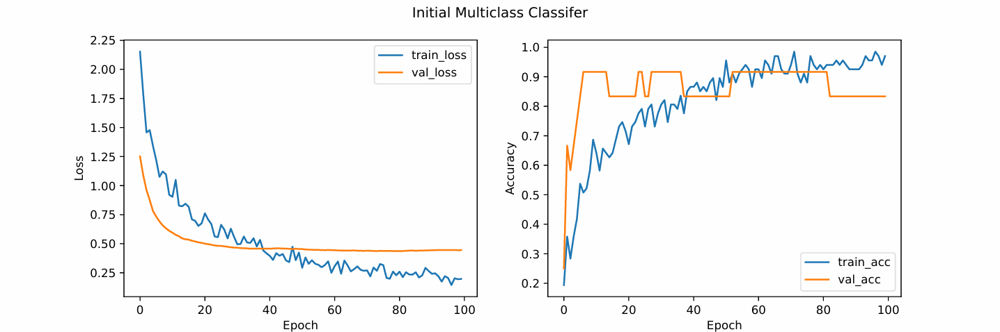 Initial Multiclass Classifer
2.25
2.00
1.75
1.50
1.25
1.00
0.75
0.50
0.25
Loss
0 20 40 60 80 100
Epoch
train_loss
val_loss
1.0
0.9
0.8
0.7
0.6
0.5
0.4
0.3
0.2
Accuracy
0 20 40 60 80 100
Epoch
train_acc
val_acc